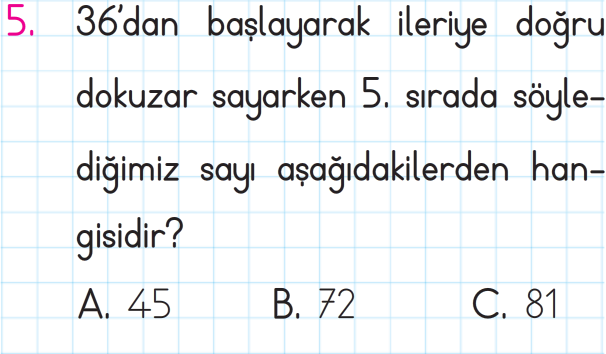 5. 36'dan başlayarak ileriye doğru
dokuzar sayarken 5. sırada söyle-
diğimiz sayı aşağıdakilerden han-
gisidir?
A. 45 B. 72 C. 81